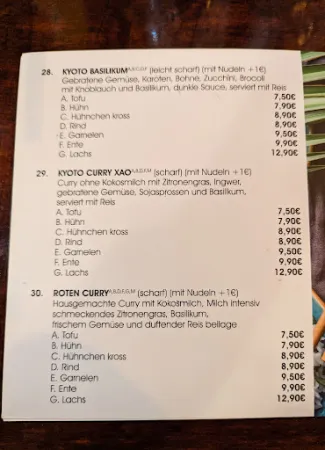 28. KYOTO BASILIKUM (leicht scharf) (mit Nudeln +1€)
Gebratene Gemüse, Karoten, Bohne, Zucchini, Brocoli
mit Knoblauch und Basilikum, dunkle Sauce, serviert mit Reis
A. Tofu 7,50€
B. Huhn 7,90€
C. Hühnchen kross 8,90€
D. Rind 8,90€
E. Garnelen 9,50€
F. Ente 9,90€
G. Lachs 12,90€
29. KYOTO CURRY XAO (scharf) (mit Nudeln +1€)
Curry ohne Kokosmilch mit Zitronengras, Ingwer,
gebratene Gemüse, Sojasprossen und Basilikum,
serviert mit Reis
A. Tofu 7,50€
B. Huhn 7,90€
C. Hühnchen kross 8,90€
D. Rind 8,90€
E. Garnelen 9,50€
F. Ente 9,90€
G. Lachs 12,90€
30. ROTEN CURRY (scharf) (mit Nudeln +1€)
Hausgemachte Curry mit Kokosmilch, Milch intensiv
schmeckendes Zitronengras, Basilikum,
frischem Gemüse und duftender Reis beilage
A. Tofu 7,50€
B. Huhn 7,90€
C. Hühnchen kross 8,90€
D. Rind 8,90€
E. Garnelen 9,50€
F. Ente 9,90€
G. Lachs 12,90€